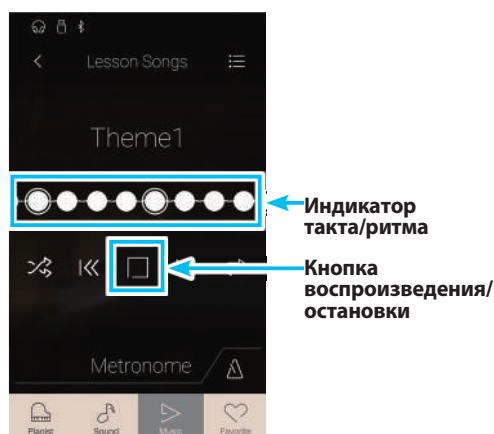 Lesson Songs
Theme1
Индикатор
такта/ритма
Кнопка
воспроизведения/
остановки
Metronome
Pianist
Sound
Music
Favorite